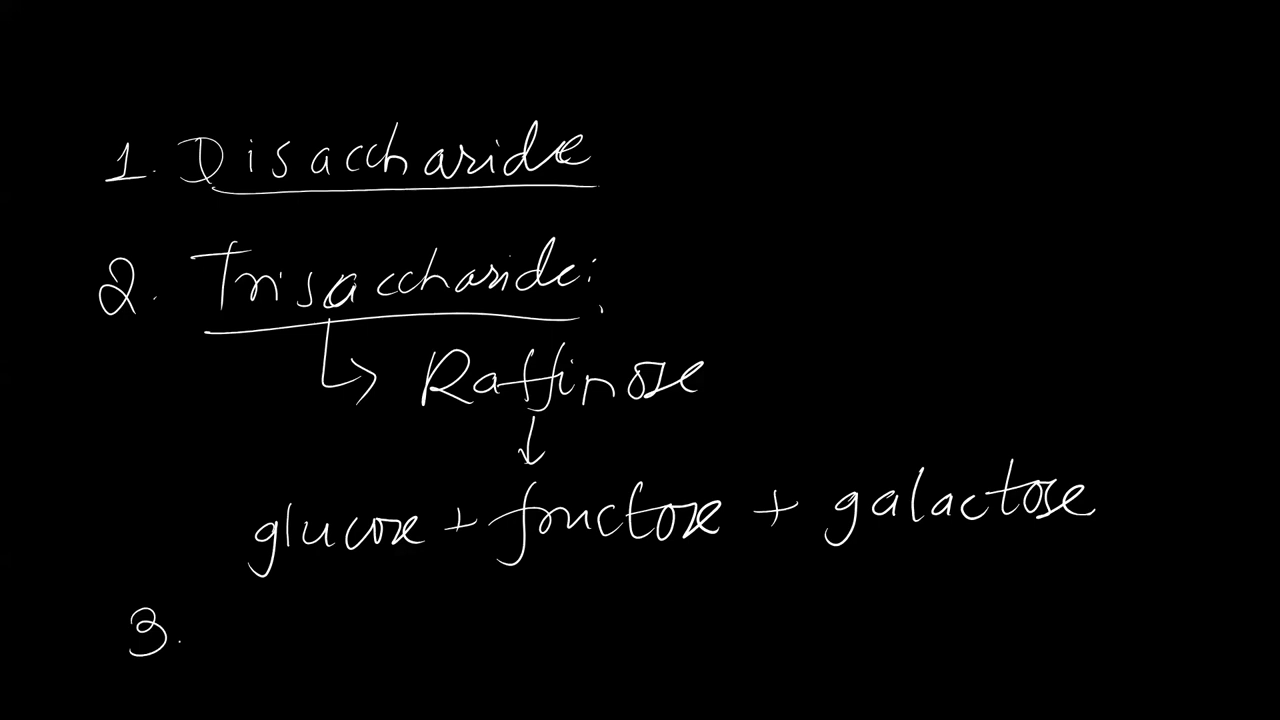 1. Disaccharide
2. Trisaccharide:
Raffinose
glucose + fructose + galactose
3.